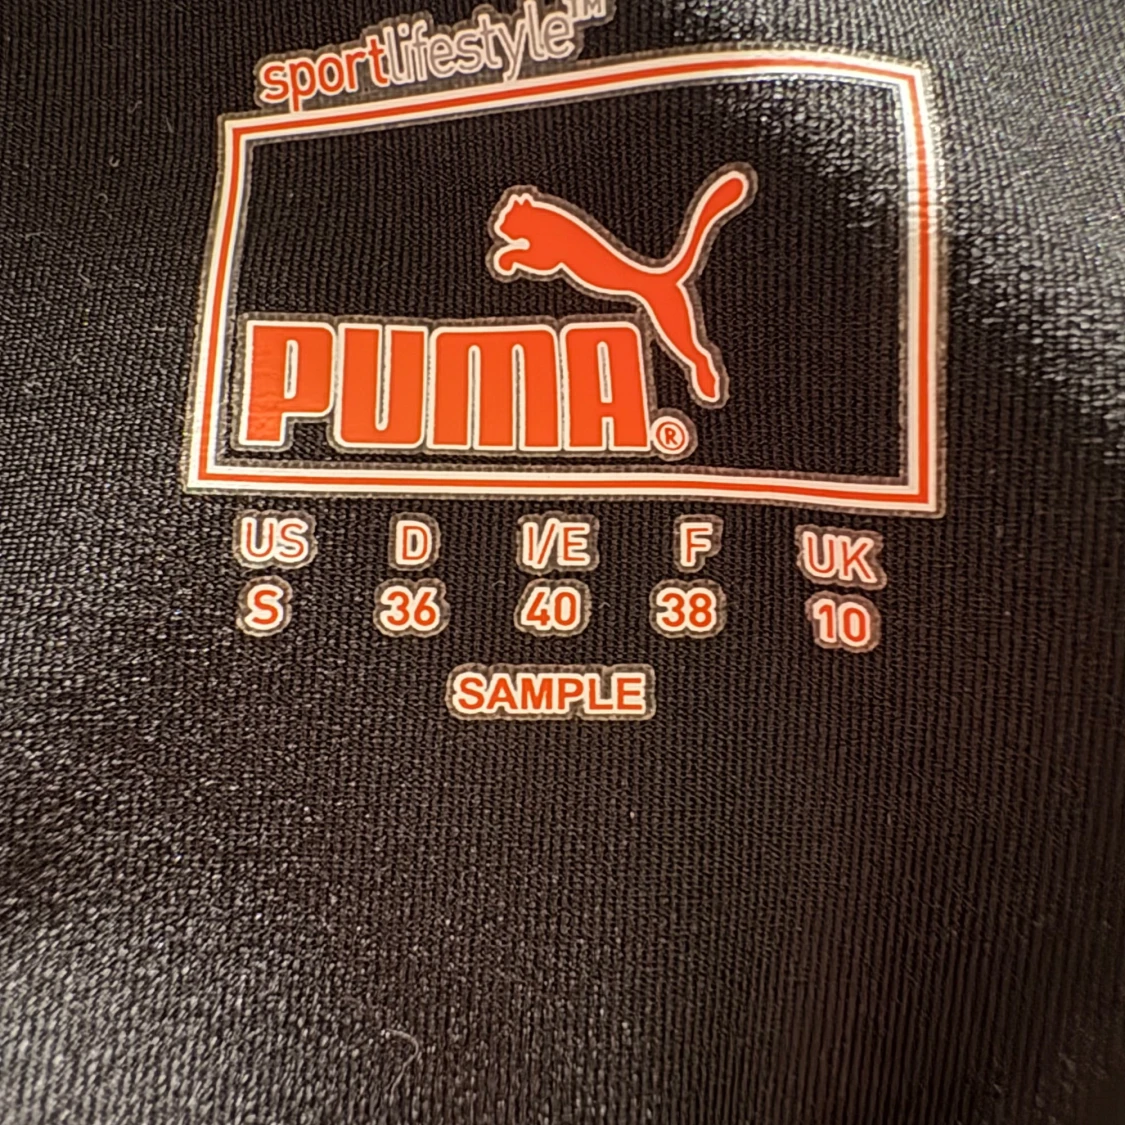 sportlifestyle™
PUMA®
US D I/E F UK
S 36 40 38 10
SAMPLE